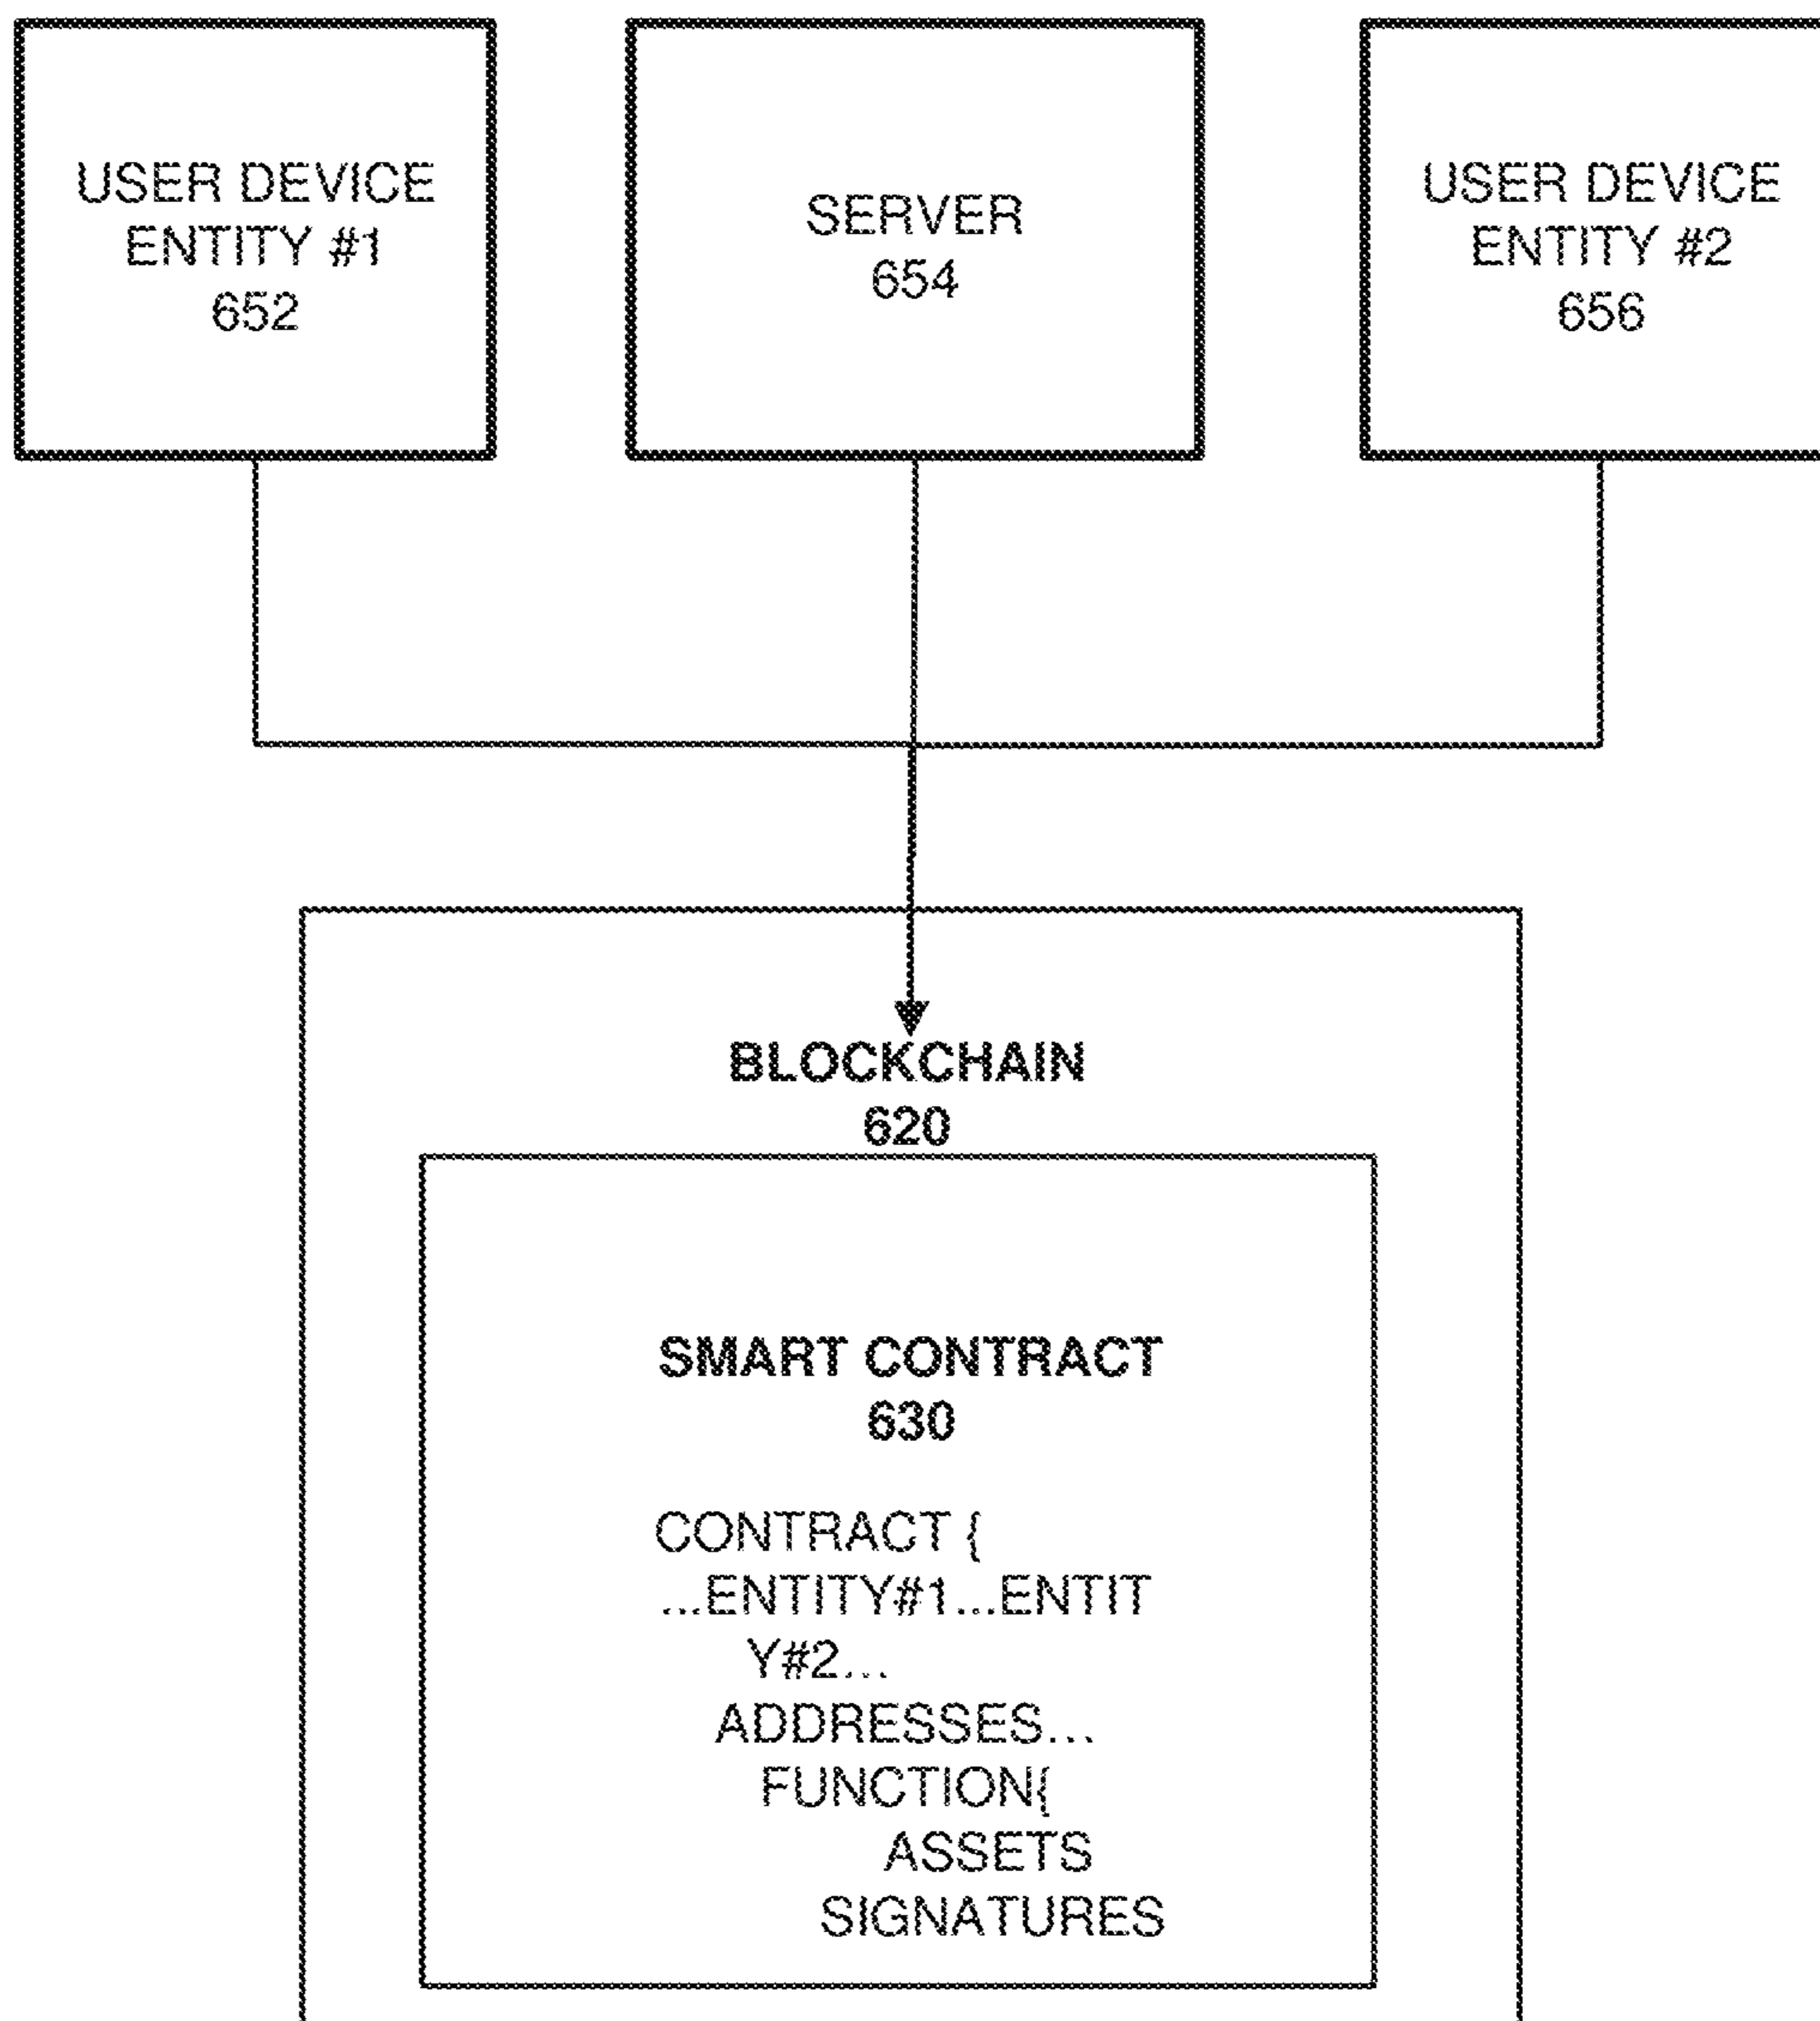 USER DEVICE
ENTITY #1
652
SERVER
654
USER DEVICE
ENTITY #2
656
BLOCKCHAIN
620
SMART CONTRACT
630
CONTRACT {
...ENTITY#1...ENTIT
Y#2...
ADDRESSES...
FUNCTION{
ASSETS
SIGNATURES